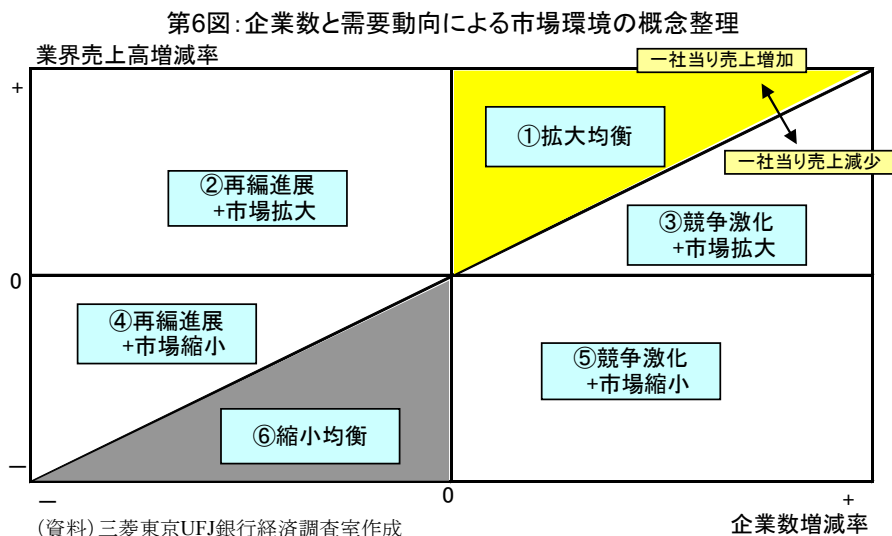 第6図：企業数と需要動向による市場環境の概念整理
業界売上高増減率
一社当り売上増加
+
①拡大均衡
一社当り売上減少
②再編進展
+市場拡大
③競争激化
+市場拡大
0
④再編進展
+市場縮小
⑤競争激化
+市場縮小
⑥縮小均衡
－
－
0
+
（資料）三菱東京UFJ銀行経済調査室作成
企業数増減率